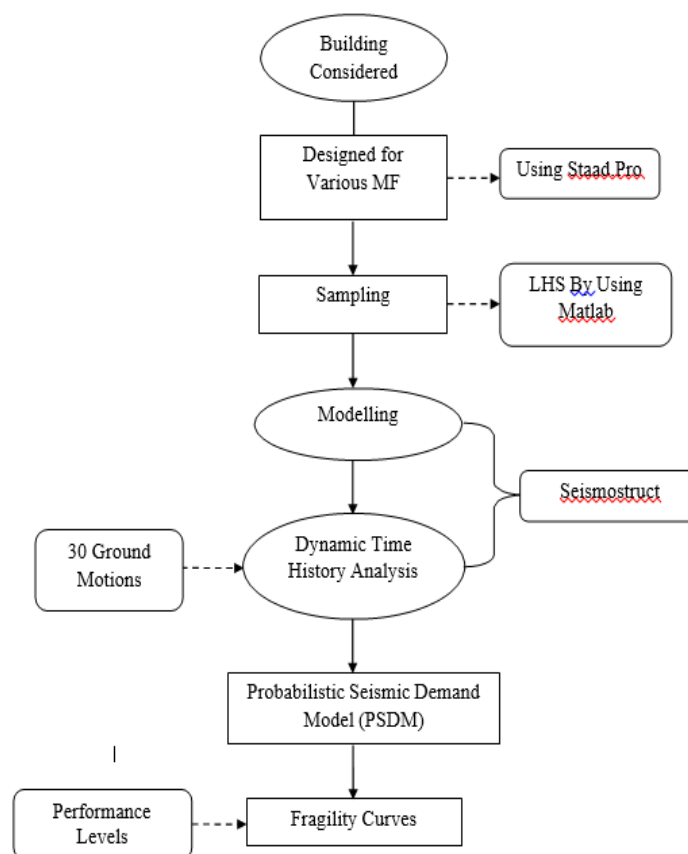 Building
Considered
Designed for
Various MF
Using Staad.Pro
Sampling
LHS By Using
Matlab
Modelling
Seismostruct
30 Ground
Motions
Dynamic Time
History Analysis
Probabilistic Seismic Demand
Model (PSDM)
Performance
Levels
Fragility Curves